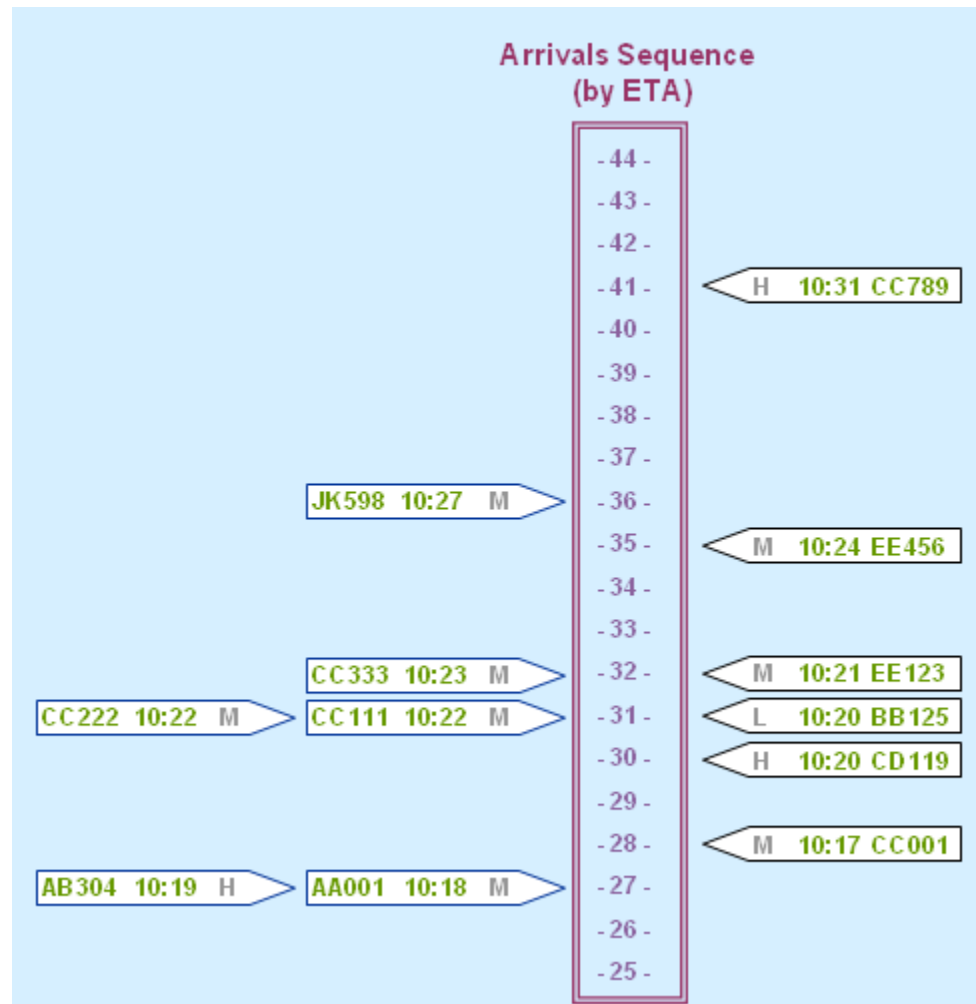 Arrivals Sequence
(by ETA)
- 44 -
- 43 -
- 42 -
- 41 - H 10:31 CC789
- 40 -
- 39 -
- 38 -
- 37 -
JK598 10:27 M - 36 -
- 35 - M 10:24 EE456
- 34 -
- 33 -
CC333 10:23 M - 32 - M 10:21 EE123
CC222 10:22 M CC111 10:22 M - 31 - L 10:20 BB125
- 30 - H 10:20 CD119
- 29 -
- 28 - M 10:17 CC001
AB304 10:19 H AA001 10:18 M - 27 -
- 26 -
- 25 -